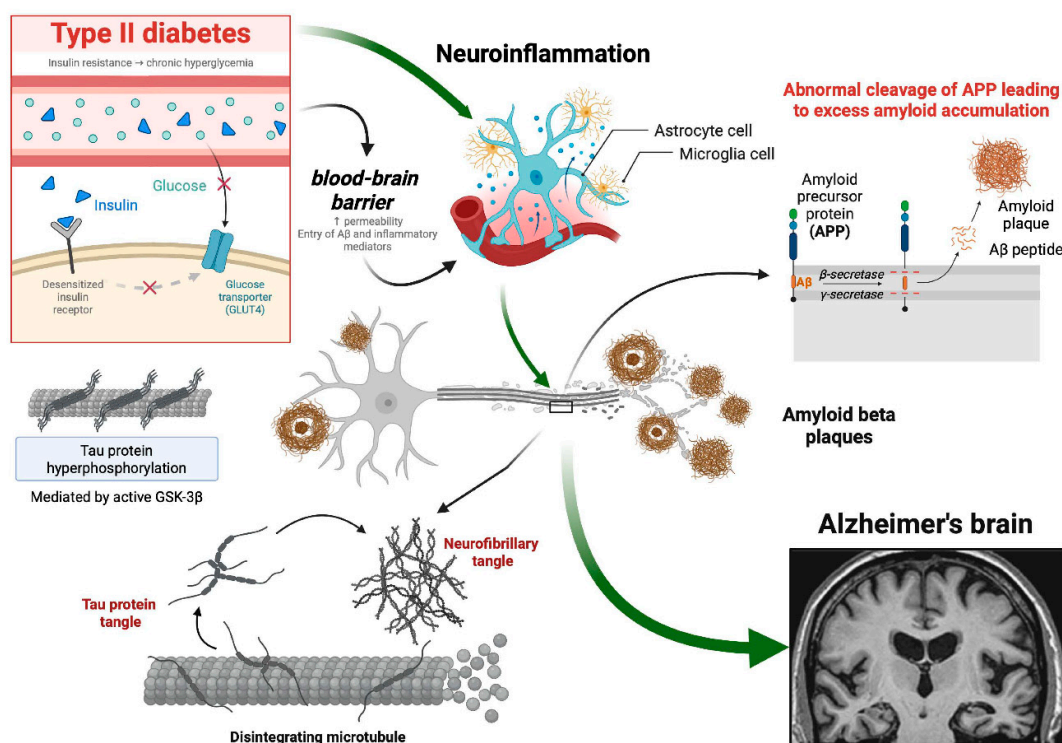 Type II diabetes
Insulin resistance → chronic hyperglycemia
Glucose
Insulin
Desensitized
insulin
receptor
Glucose
transporter
(GLUT4)
Neuroinflammation
Astrocyte cell
Microglia cell
blood-brain
barrier
↑ permeability
Entry of Aβ and inflammatory
mediators
Abnormal cleavage of APP leading
to excess amyloid accumulation
Amyloid
precursor
protein
(APP)
Amyloid
plaque
Aβ peptide
Aβ
β-secretase
γ-secretase
Amyloid beta
plaques
Tau protein
hyperphosphorylation
Mediated by active GSK-3β
Neurofibrillary
tangle
Tau protein
tangle
Disintegrating microtubule
Alzheimer's brain